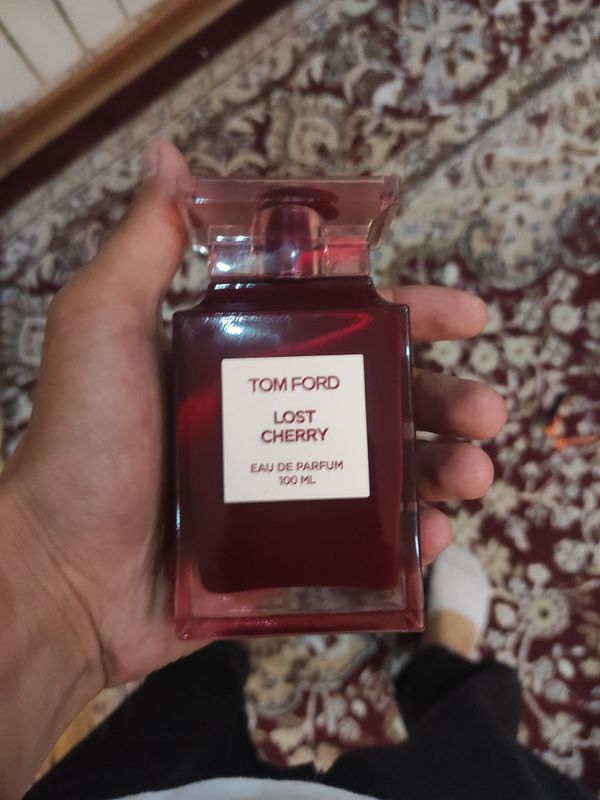 TOM FORD
LOST
CHERRY
EAU DE PARFUM
100 ML